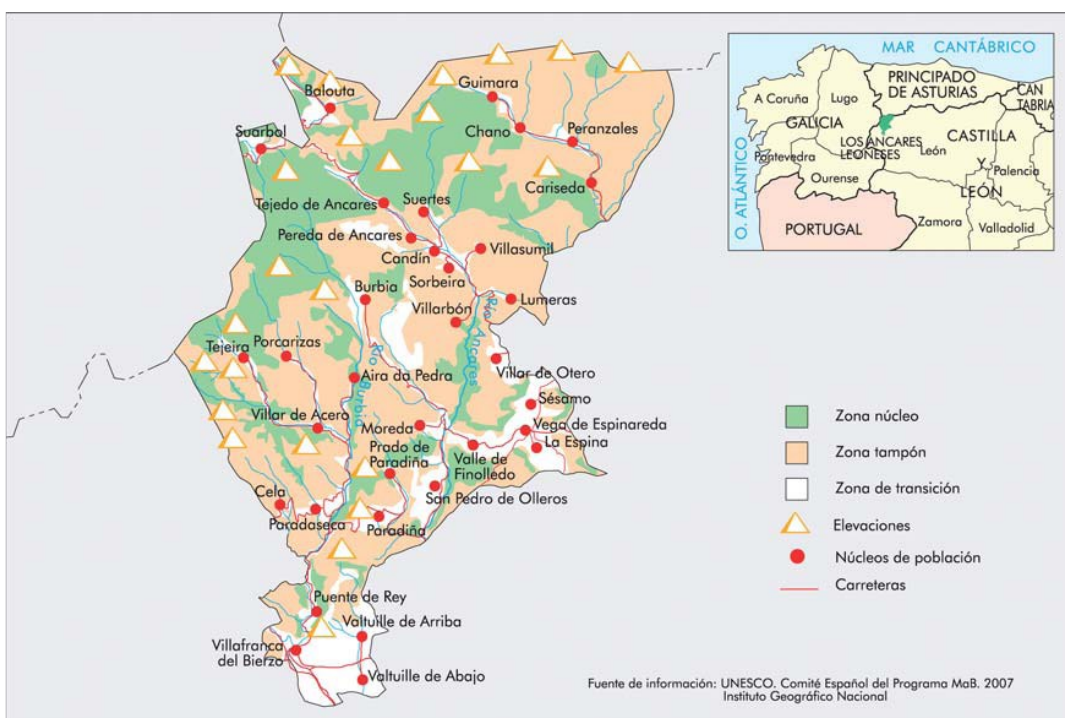 Balouta
Guimara
Suarbol
Chano
Peranzales
Cariseda
Tejedo de Ancares
Suertes
Pereda de Ancares
Candín
Villasumil
Sorbeira
Burbia
Villarbón
Lumeras
Río Ancares
Río Burbia
Tejeira
Porcarizas
Aira da Pedra
Villar de Otero
Sésamo
Villar de Acero
Moreda
Vega de Espinareda
La Espina
Prado de
Paradiña
Valle de
Finolledo
Cela
San Pedro de Olleros
Paradaseca
Paradiña
Puente de Rey
Valtuille de Arriba
Villafranca
del Bierzo
Valtuille de Abajo
MAR CANTÁBRICO
O. ATLÁNTICO
PRINCIPADO
DE ASTURIAS
CAN
TABRIA
A Coruña
Lugo
GALICIA
LOS ANCARES
LEONESES
León
CASTILLA
Y
LEÓN
Palencia
Pontevedra
Ourense
PORTUGAL
Zamora
Valladolid
Zona núcleo
Zona tampón
Zona de transición
Elevaciones
Núcleos de población
Carreteras
Fuente de información: UNESCO. Comité Español del Programa MaB. 2007
Instituto Geográfico Nacional